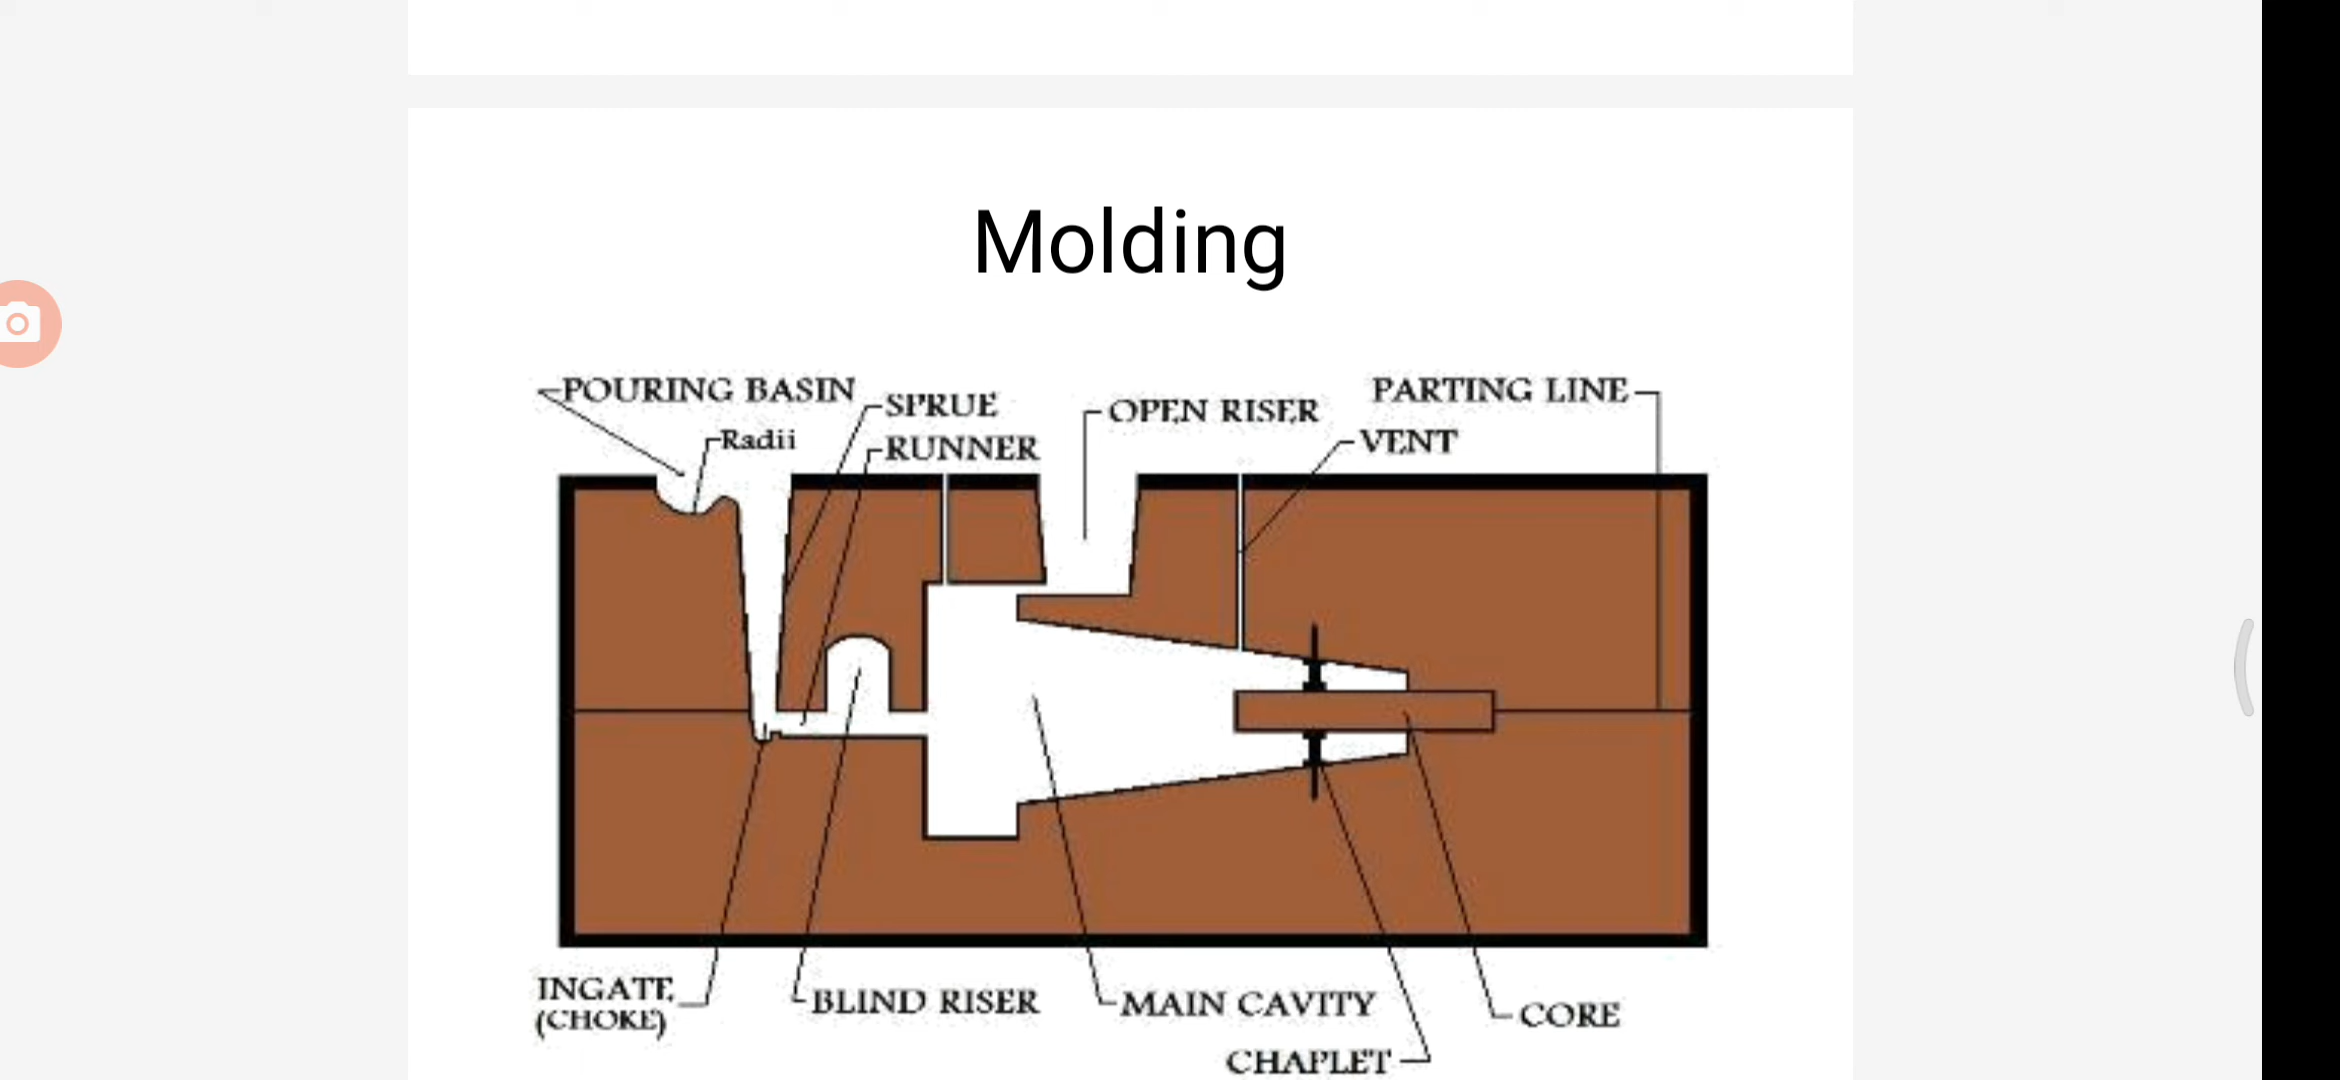 Molding
POURING BASIN
SPRUE
OPEN RISER
PARTING LINE
Radii
RUNNER
VENT
INGATE
(CHOKE)
BLIND RISER
MAIN CAVITY
CORE
CHAPLET